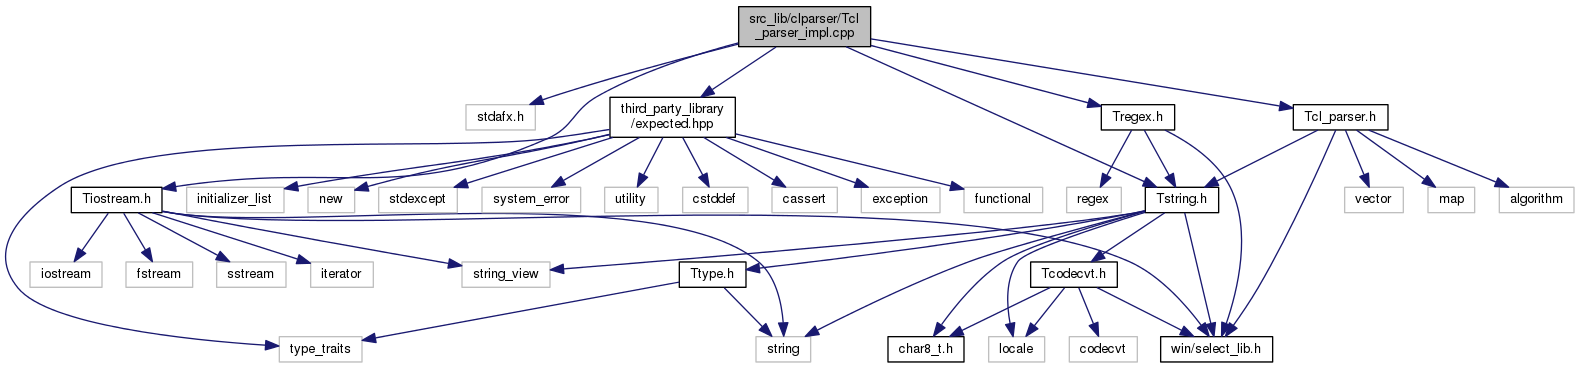 src_lib/clparser/Tcl
_parser_impl.cpp
stdafx.h
third_party_library
/expected.hpp
Tregex.h
Tcl_parser.h
Tiostream.h
initializer_list
new
stdexcept
system_error
utility
cstddef
cassert
exception
functional
regex
Tstring.h
vector
map
algorithm
iostream
fstream
sstream
iterator
string_view
Ttype.h
Tcodecvt.h
type_traits
string
char8_t.h
locale
codecvt
win/select_lib.h